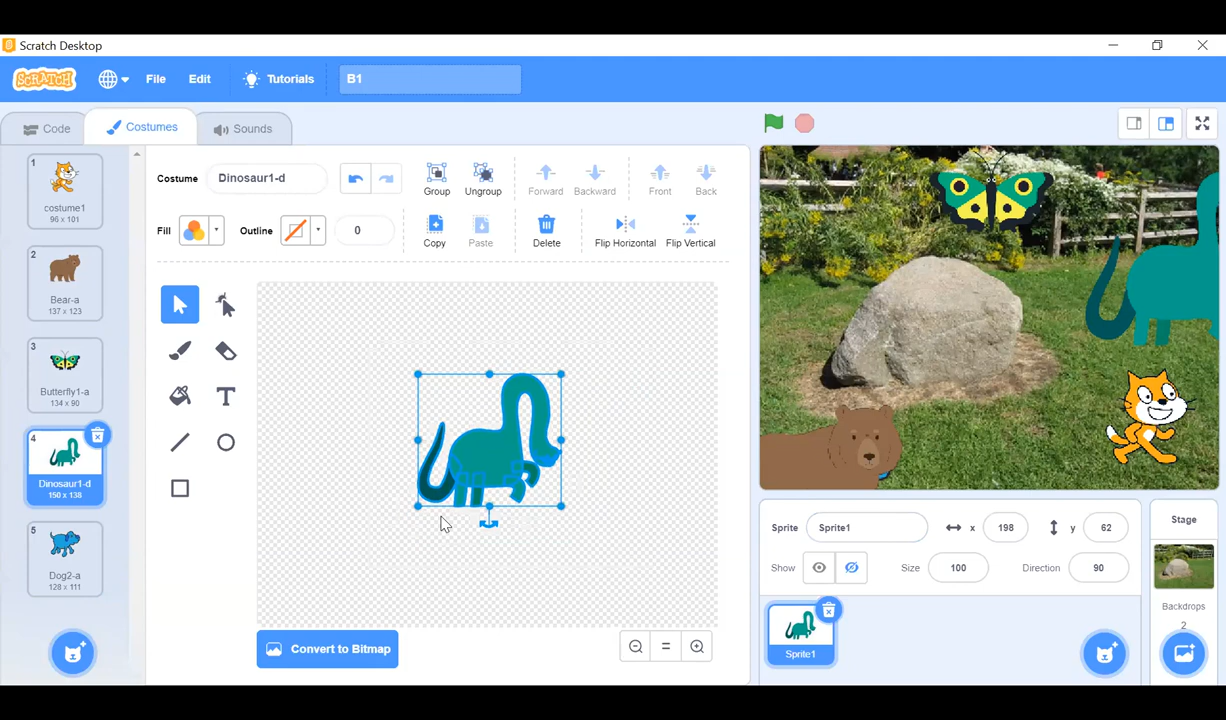 Scratch Desktop
SCRATCH
File
Edit
Tutorials
B1
Code
Costumes
Sounds
1
costume1
96 x 101
2
Bear-a
137 x 123
3
Butterfly1-a
134 x 90
4
Dinosaur1-d
150 x 138
5
Dog2-a
128 x 111
Costume
Dinosaur1-d
Group
Ungroup
Forward
Backward
Front
Back
Fill
Outline
0
Copy
Paste
Delete
Flip Horizontal
Flip Vertical
T
Convert to Bitmap
Sprite
Sprite1
x
198
y
62
Show
Size
100
Direction
90
Sprite1
Stage
Backdrops
2